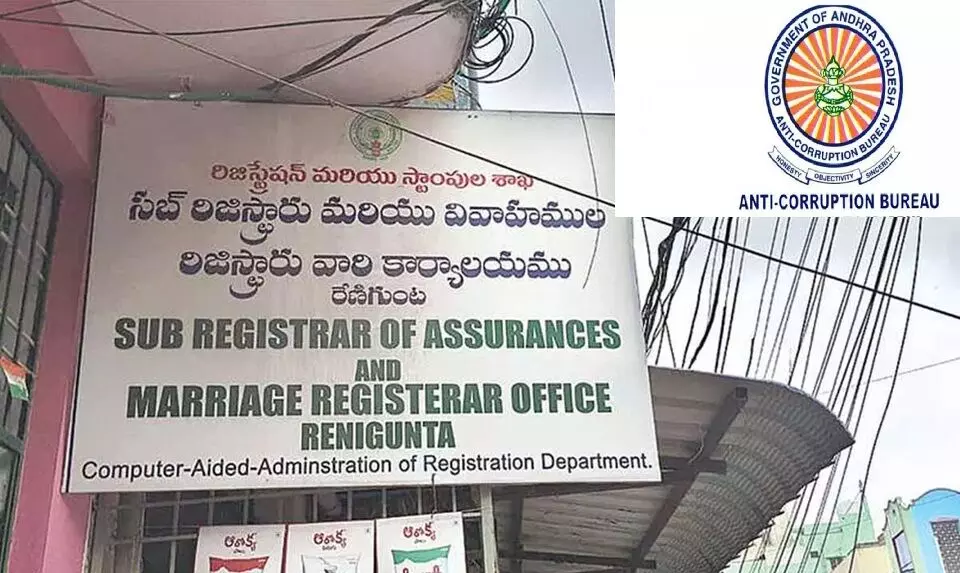 రిజిస్ట్రేషన్ మరియు స్టాంపుల శాఖ
సబ్ రిజిస్ట్రారు మరియు వివాహముల
రిజిస్ట్రారు వారి కార్యాలయము
రేణిగుంట
SUB REGISTRAR OF ASSURANCES
AND
MARRIAGE REGISTERAR OFFICE
RENIGUNTA
Computer-Aided-Adminstration of Registration Department.
GOVERNMENT OF ANDHRA PRADESH
ANTI-CORRUPTION BUREAU
HONESTY OBJECTIVITY SINCERITY
ANTI-CORRUPTION BUREAU